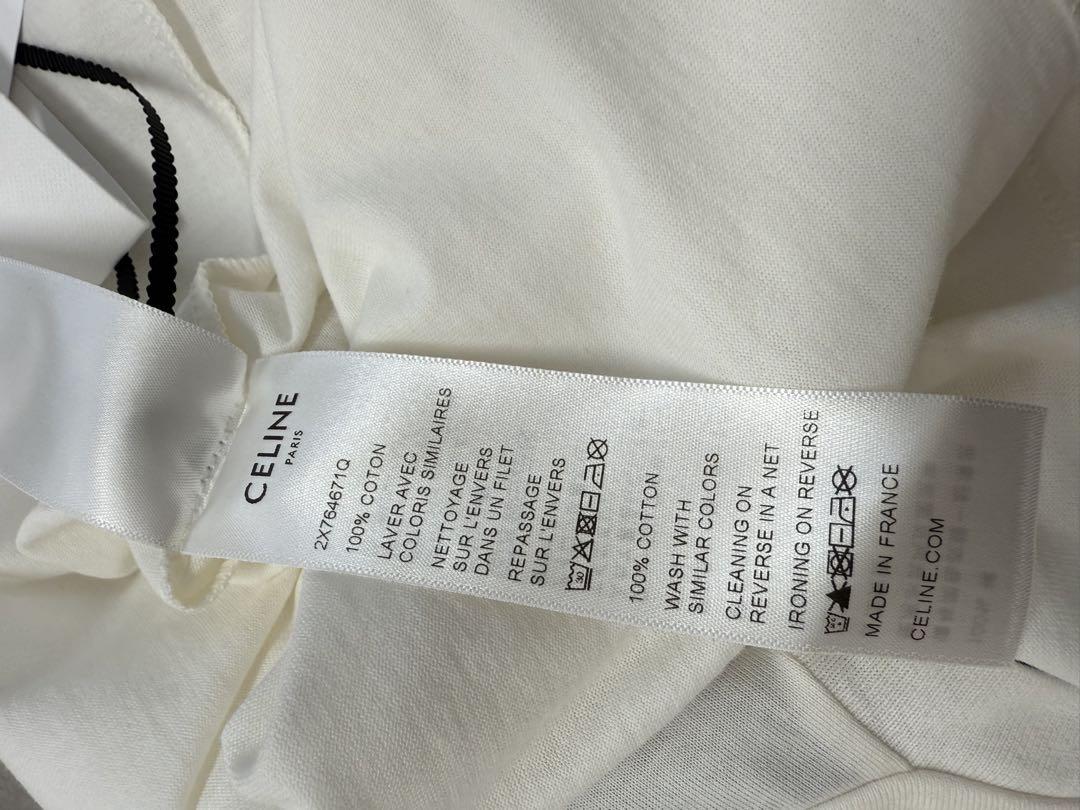 CELINE
PARIS
2X764671Q
100% COTON
LAVER AVEC
COLORIS SIMILAIRES
NETTOYAGE
SUR L'ENVERS
DANS UN FILET
REPASSAGE
SUR L'ENVERS
30
100% COTTON
WASH WITH
SIMILAR COLORS
CLEANING ON
REVERSE IN A NET
IRONING ON REVERSE
MADE IN FRANCE
CELINE.COM